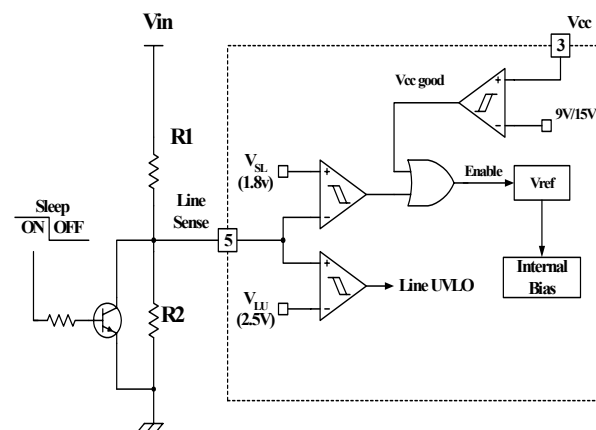 Vin
Vcc
3
Vcc good
9V/15V
R1
VSL
(1.8v)
Enable
Vref
Sleep
ON OFF
Line
Sense
5
Internal
Bias
Line UVLO
R2
VLU
(2.5V)
+
−
+
−
+
−